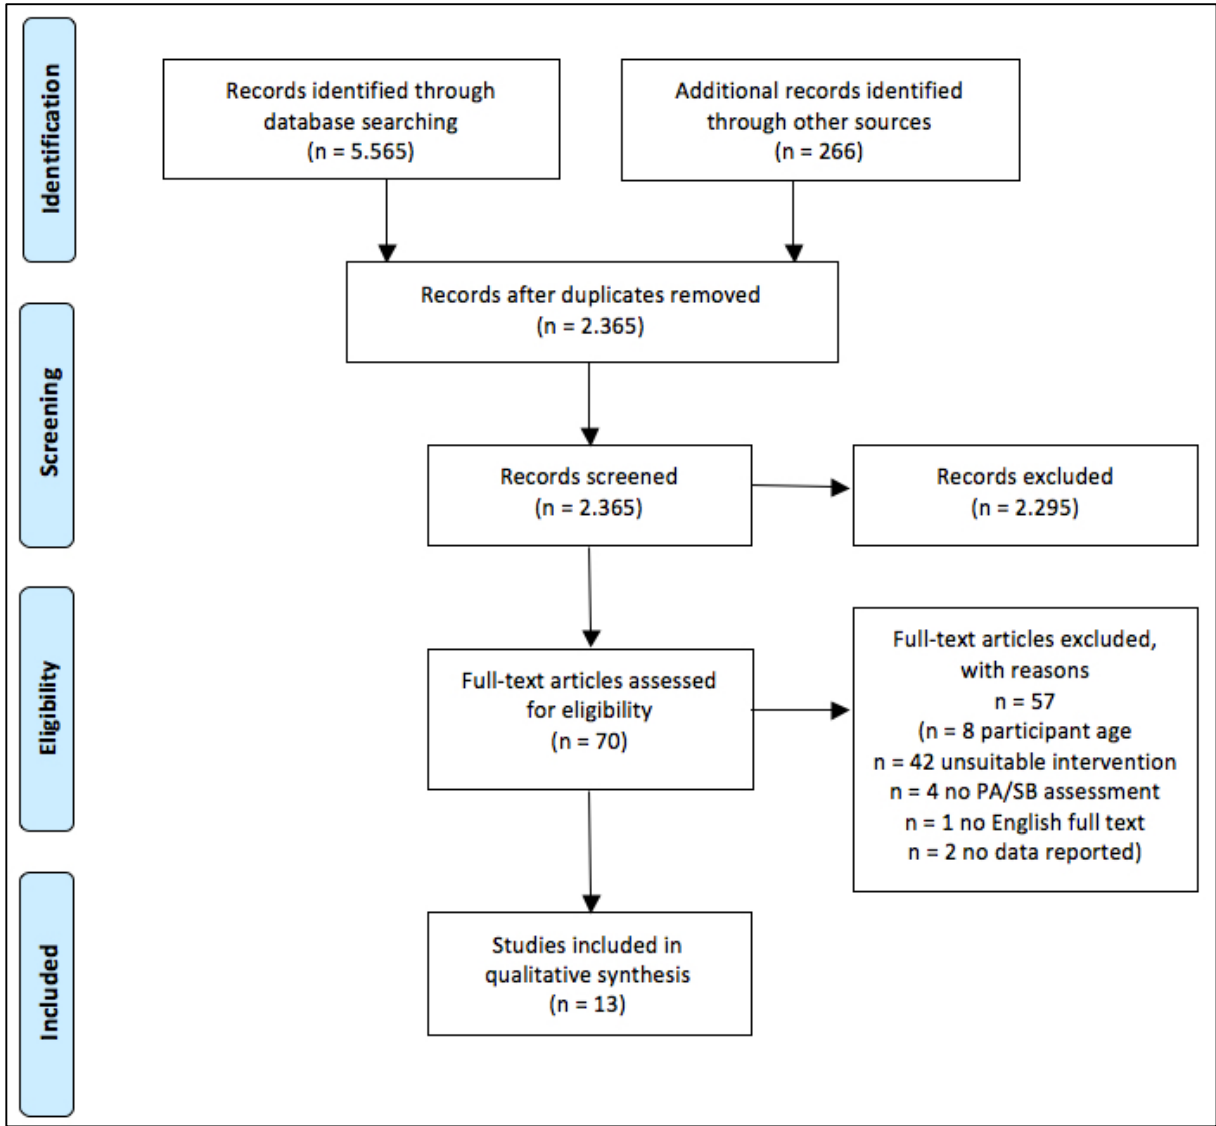 Identification
Records identified through
database searching
(n = 5.565)
Additional records identified
through other sources
(n = 266)
Records after duplicates removed
(n = 2.365)
Screening
Records screened
(n = 2.365)
Records excluded
(n = 2.295)
Eligibility
Full-text articles assessed
for eligibility
(n = 70)
Full-text articles excluded,
with reasons
n = 57
(n = 8 participant age
n = 42 unsuitable intervention
n = 4 no PA/SB assessment
n = 1 no English full text
n = 2 no data reported)
Included
Studies included in
qualitative synthesis
(n = 13)